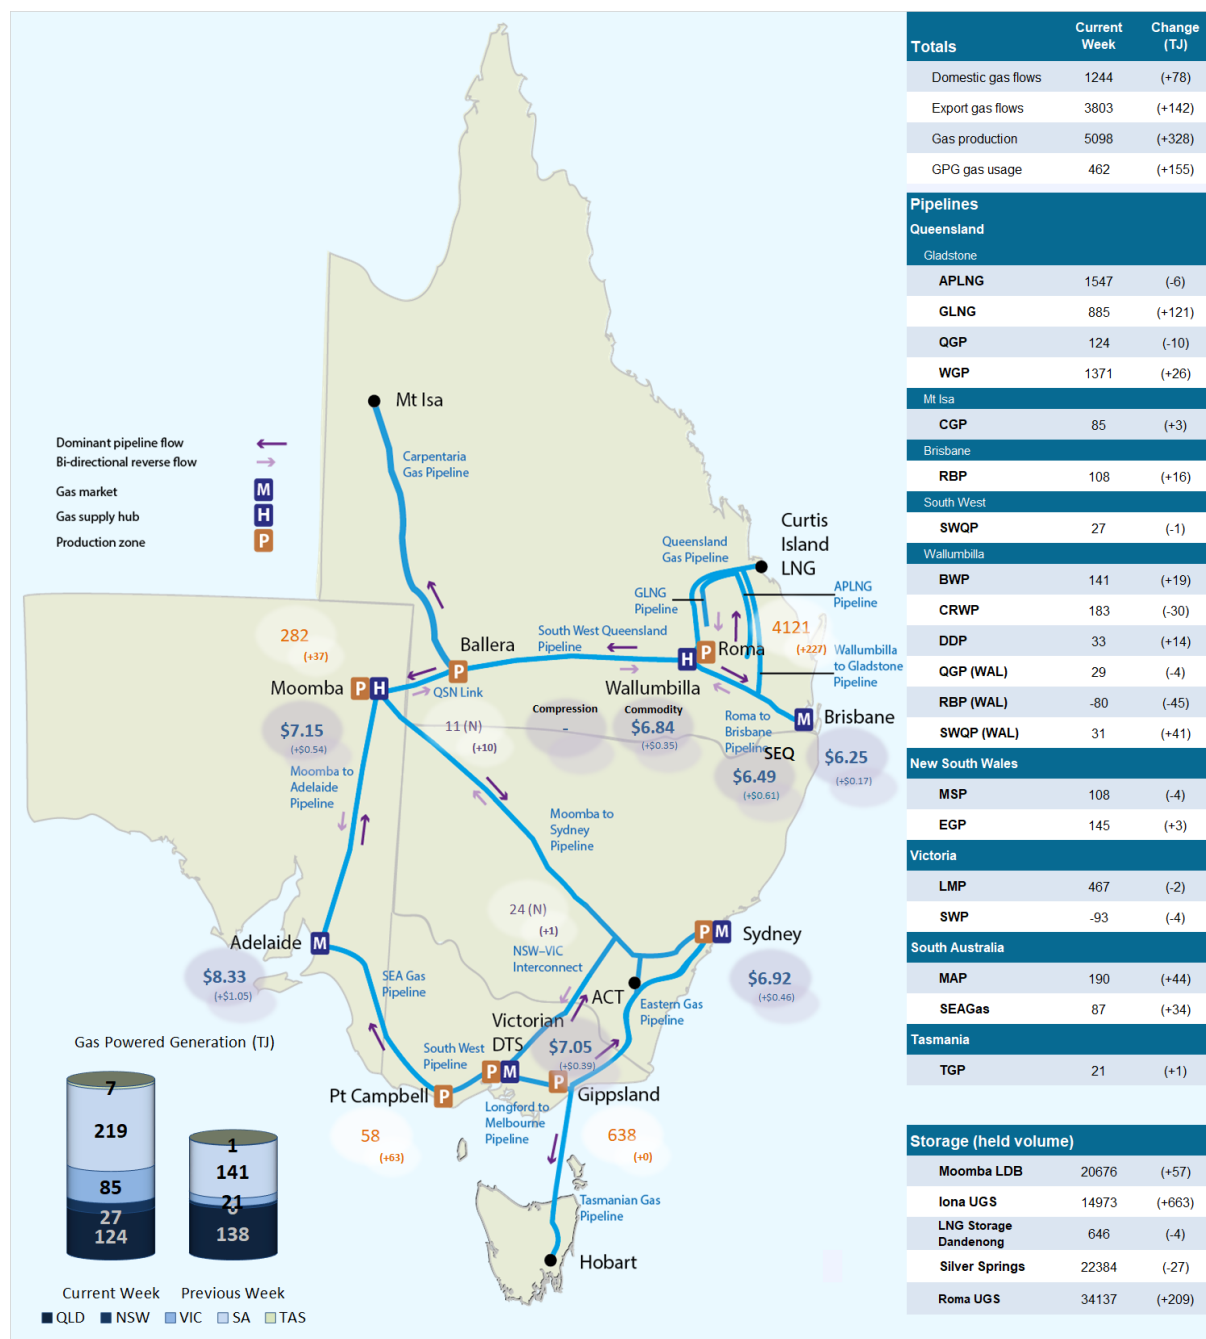 Totals Current Week Change (TJ)
Domestic gas flows 1244 (+78)
Export gas flows 3803 (+142)
Gas production 5098 (+328)
GPG gas usage 462 (+155)
Pipelines
Queensland
Gladstone
APLNG 1547 (-6)
GLNG 885 (+121)
QGP 124 (-10)
WGP 1371 (+26)
Mt Isa
CGP 85 (+3)
Brisbane
RBP 108 (+16)
South West
SWQP 27 (-1)
Wallumbilla
BWP 141 (+19)
CRWP 183 (-30)
DDP 33 (+14)
QGP (WAL) 29 (-4)
RBP (WAL) -80 (-45)
SWQP (WAL) 31 (+41)
New South Wales
MSP 108 (-4)
EGP 145 (+3)
Victoria
LMP 467 (-2)
SWP -93 (-4)
South Australia
MAP 190 (+44)
SEAGas 87 (+34)
Tasmania
TGP 21 (+1)
Storage (held volume)
Moomba LDB 20676 (+57)
Iona UGS 14973 (+663)
LNG Storage Dandenong 646 (-4)
Silver Springs 22384 (-27)
Roma UGS 34137 (+209)
Dominant pipeline flow
Bi-directional reverse flow
Gas market M
Gas supply hub H
Production zone P
Mt Isa
Carpentaria
Gas Pipeline
Curtis
Island
LNG
Queensland
Gas Pipeline
GLNG
Pipeline
APLNG
Pipeline
4121
(+227)
282
(+37)
Ballera
P
South West Queensland
Pipeline
H P Roma
Wallumbilla
to Gladstone
Pipeline
Moomba P H
QSN Link
Wallumbilla
$7.15
(+$0.54)
11 (N)
(+10)
Compression
-
Commodity
$6.84
(+$0.35)
Roma to
Brisbane
Pipeline
M Brisbane
SEQ
$6.49
(+$0.61)
$6.25
(+$0.17)
Moomba to
Adelaide
Pipeline
Moomba to
Sydney
Pipeline
24 (N)
(+1)
NSW–VIC
Interconnect
P M Sydney
$6.92
(+$0.46)
Adelaide M
$8.33
(+$1.05)
SEA Gas
Pipeline
ACT
Eastern Gas
Pipeline
Victorian
DTS
$7.05
(+$0.39)
South West
Pipeline
P M
P
Gippsland
Pt Campbell P
58
(+63)
Longford to
Melbourne
Pipeline
638
(+0)
Tasmanian Gas
Pipeline
Hobart
Gas Powered Generation (TJ)
7
219
85
27
124
1
141
21
138
Current Week Previous Week
QLD NSW VIC SA TAS